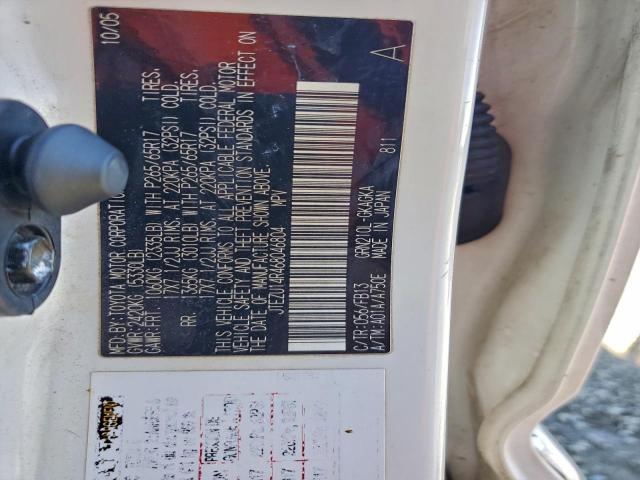 MFD.BY:TOYOTA MOTOR CORPORATION 10/05
GVWR:2420KG (5330LB)
GAWR:FRT. 1060KG (2335LB) WITH P265/65R17 TIRES.
17X7 1/2JJ RIMS. AT 220KPA (32PSI) COLD.
RR. 1365KG (3010LB) WITH P265/65R17 TIRES.
17X7 1/2JJ RIMS. AT 220KPA (32PSI) COLD.
THIS VEHICLE CONFORMS TO ALL APPLICABLE FEDERAL MOTOR
VEHICLE SAFETY AND THEFT PREVENTION STANDARDS IN EFFECT ON
THE DATE OF MANUFACTURE SHOWN ABOVE.
JTEZU14R468046804 MPV
C/TR:056/FB13 GRN210L-GKAGKA A
A/TM:A01A/A750E MADE IN JAPAN 811